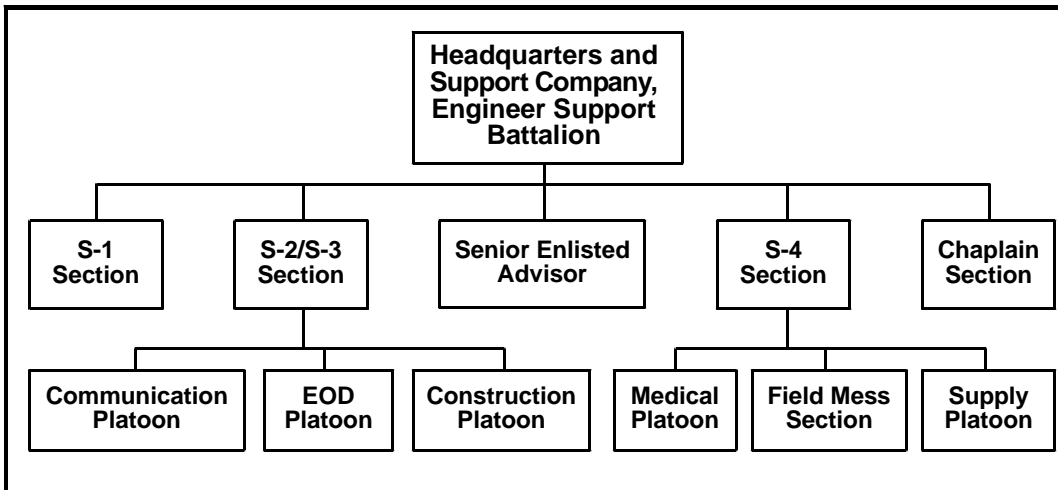 Headquarters and
Support Company,
Engineer Support
Battalion
S-1
Section
S-2/S-3
Section
Senior Enlisted
Advisor
S-4
Section
Chaplain
Section
Communication
Platoon
EOD
Platoon
Construction
Platoon
Medical
Platoon
Field Mess
Section
Supply
Platoon